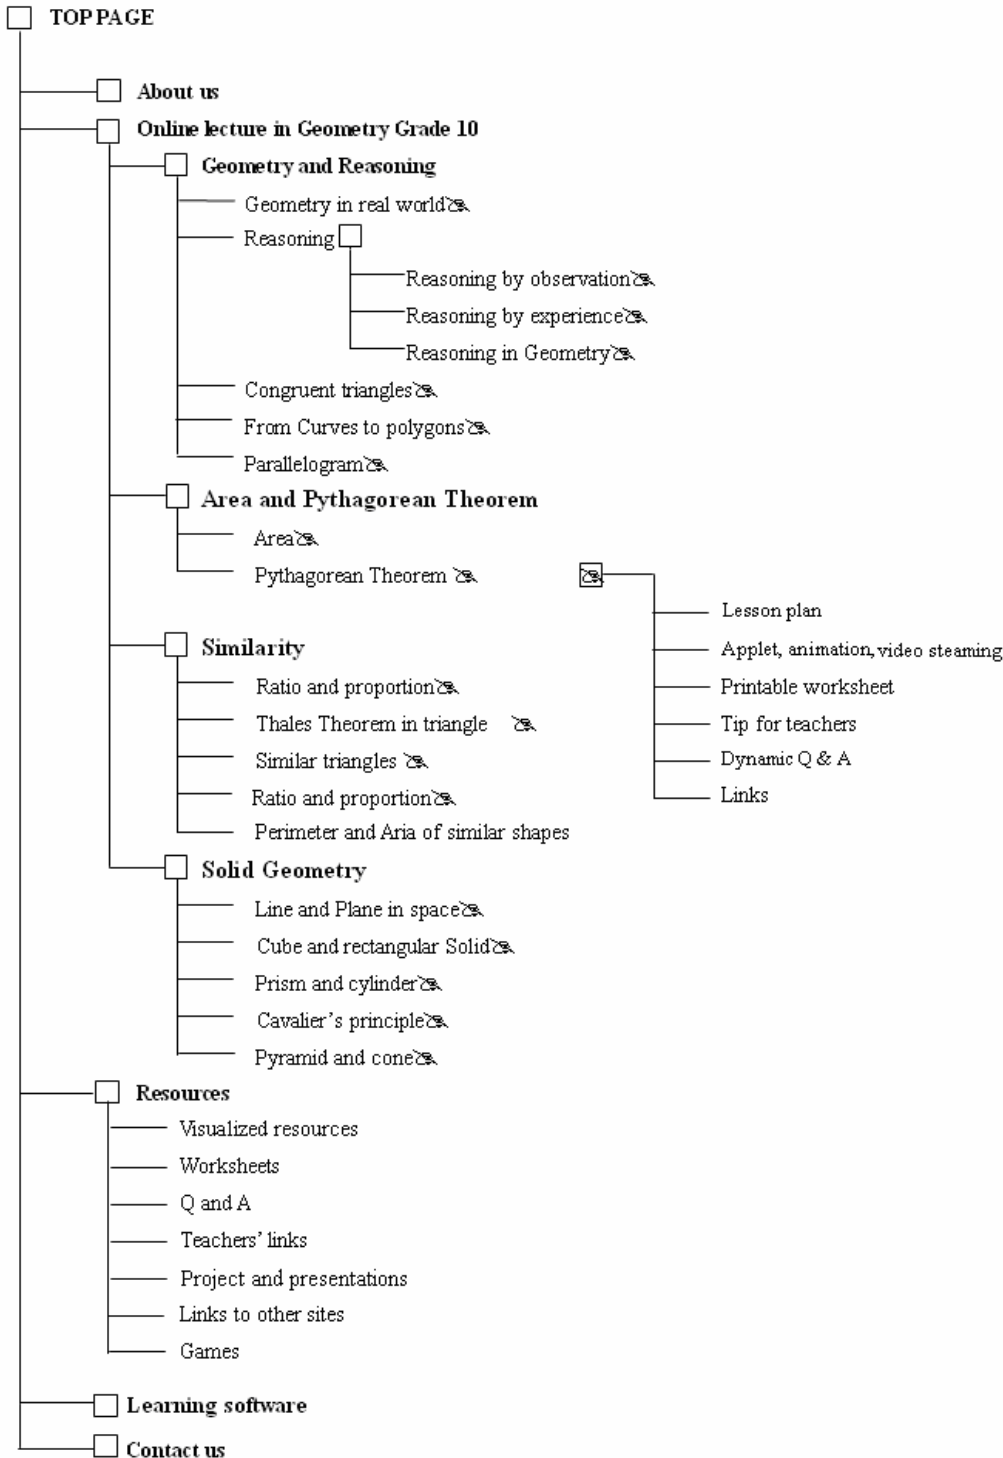 TOP PAGE
About us
Online lecture in Geometry Grade 10
Geometry and Reasoning
Geometry in real world
Reasoning
Reasoning by observation
Reasoning by experience
Reasoning in Geometry
Congruent triangles
From Curves to polygons
Parallelogram
Area and Pythagorean Theorem
Area
Pythagorean Theorem
Lesson plan
Applet, animation, video steaming
Printable worksheet
Tip for teachers
Dynamic Q & A
Links
Similarity
Ratio and proportion
Thales Theorem in triangle
Similar triangles
Ratio and proportion
Perimeter and Aria of similar shapes
Solid Geometry
Line and Plane in space
Cube and rectangular Solid
Prism and cylinder
Cavalier’s principle
Pyramid and cone
Resources
Visualized resources
Worksheets
Q and A
Teachers’ links
Project and presentations
Links to other sites
Games
Learning software
Contact us